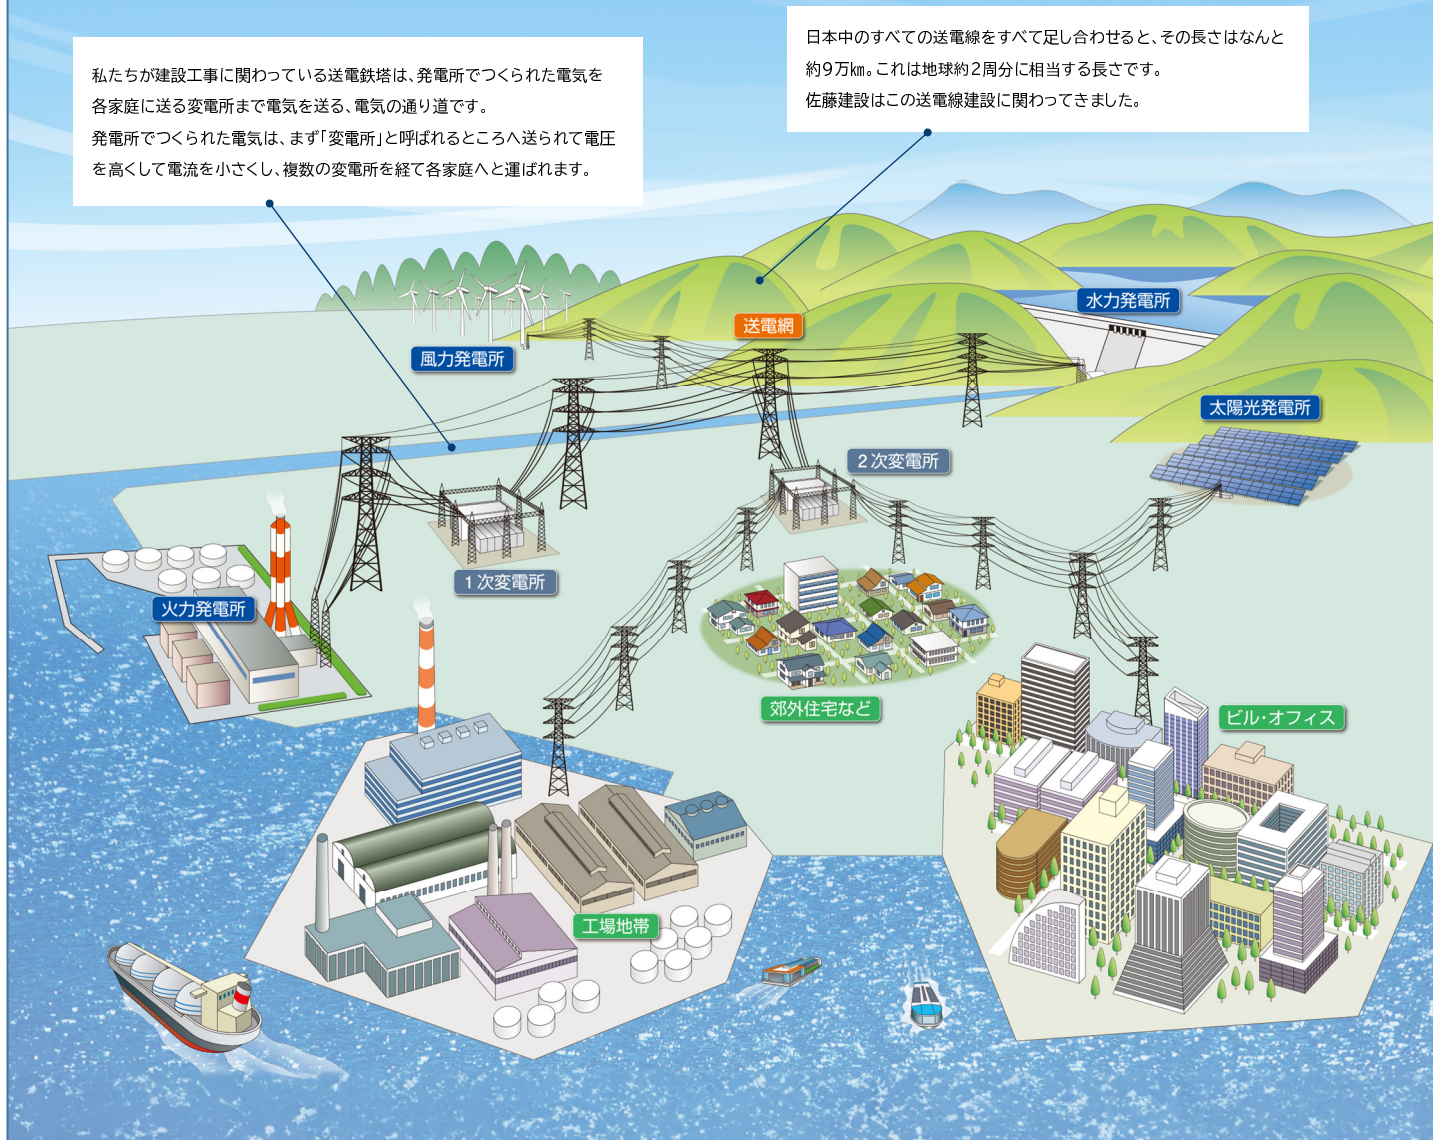 私たちが建設工事に関わっている送電鉄塔は、発電所でつくられた電気を
各家庭に送る変電所まで電気を送る、電気の通り道です。
発電所でつくられた電気は、まず「変電所」と呼ばれるところへ送られて電圧
を高くして電流を小さくし、複数の変電所を経て各家庭へと運ばれます。
日本中のすべての送電線をすべて足し合わせると、その長さはなんと
約9万㎞。これは地球約2周分に相当する長さです。
佐藤建設はこの送電線建設に関わってきました。
水力発電所
送電網
風力発電所
太陽光発電所
2次変電所
1次変電所
火力発電所
郊外住宅など
ビル・オフィス
工場地帯